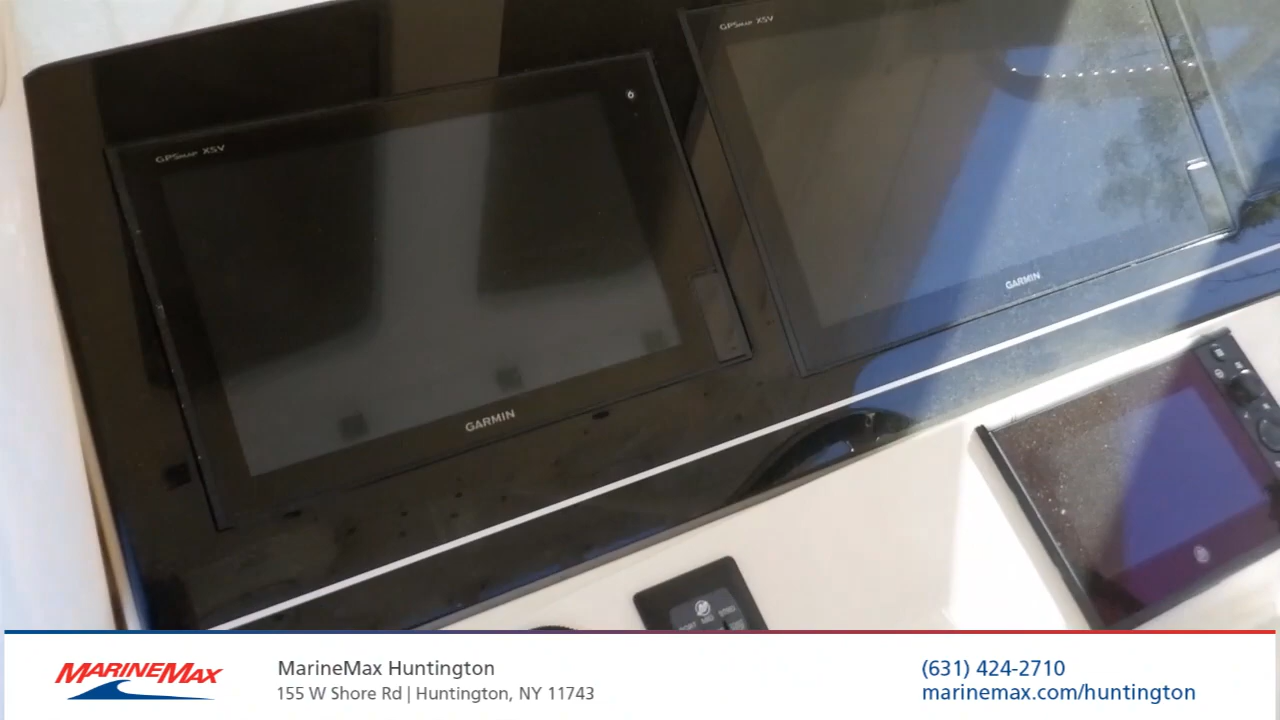 GPSMAP XSV
GPSMAP XSV
GARMIN
GARMIN
MARINEMAX
MarineMax Huntington
155 W Shore Rd | Huntington, NY 11743
(631) 424-2710
marinemax.com/huntington